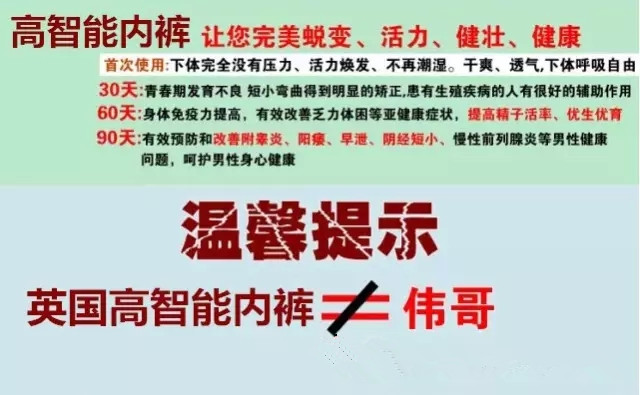 高智能内裤 让您完美蜕变、活力、健壮、健康
首次使用:下体完全没有压力、活力焕发、不再潮湿。干爽、透气,下体呼吸自由
30天:青春期发育不良 短小弯曲得到明显的矫正,患有生殖疾病的人有很好的辅助作用
60天:身体免疫力提高，有效改善乏力体困等亚健康症状，提高精子活率、优生优育
90天:有效预防和改善附睾炎、阳痿、早泄、阴经短小、慢性前列腺炎等男性健康
问题，呵护男性身心健康
温馨提示
英国高智能内裤≠伟哥